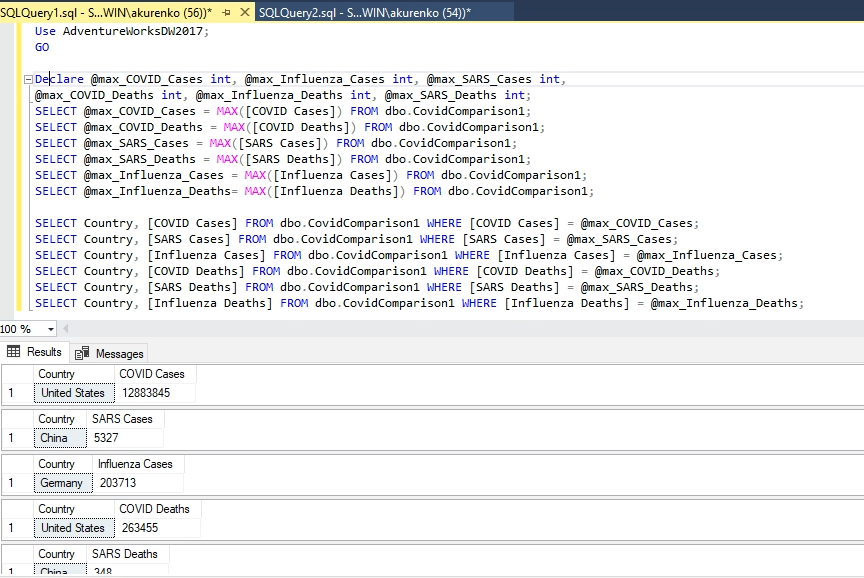 SQLQuery1.sql - S...WIN\akurenko (56))* SQLQuery2.sql - S...WIN\akurenko (54))*
Use AdventureWorksDW2017;
GO
Declare @max_COVID_Cases int, @max_Influenza_Cases int, @max_SARS_Cases int,
@max_COVID_Deaths int, @max_Influenza_Deaths int, @max_SARS_Deaths int;
SELECT @max_COVID_Cases = MAX([COVID Cases]) FROM dbo.CovidComparison1;
SELECT @max_COVID_Deaths = MAX([COVID Deaths]) FROM dbo.CovidComparison1;
SELECT @max_SARS_Cases = MAX([SARS Cases]) FROM dbo.CovidComparison1;
SELECT @max_SARS_Deaths = MAX([SARS Deaths]) FROM dbo.CovidComparison1;
SELECT @max_Influenza_Cases = MAX([Influenza Cases]) FROM dbo.CovidComparison1;
SELECT @max_Influenza_Deaths= MAX([Influenza Deaths]) FROM dbo.CovidComparison1;
SELECT Country, [COVID Cases] FROM dbo.CovidComparison1 WHERE [COVID Cases] = @max_COVID_Cases;
SELECT Country, [SARS Cases] FROM dbo.CovidComparison1 WHERE [SARS Cases] = @max_SARS_Cases;
SELECT Country, [Influenza Cases] FROM dbo.CovidComparison1 WHERE [Influenza Cases] = @max_Influenza_Cases;
SELECT Country, [COVID Deaths] FROM dbo.CovidComparison1 WHERE [COVID Deaths] = @max_COVID_Deaths;
SELECT Country, [SARS Deaths] FROM dbo.CovidComparison1 WHERE [SARS Deaths] = @max_SARS_Deaths;
SELECT Country, [Influenza Deaths] FROM dbo.CovidComparison1 WHERE [Influenza Deaths] = @max_Influenza_Deaths;
100 %
Results Messages
Country COVID Cases
1 United States 12883845
Country SARS Cases
1 China 5327
Country Influenza Cases
1 Germany 203713
Country COVID Deaths
1 United States 263455
Country SARS Deaths
1 China 348